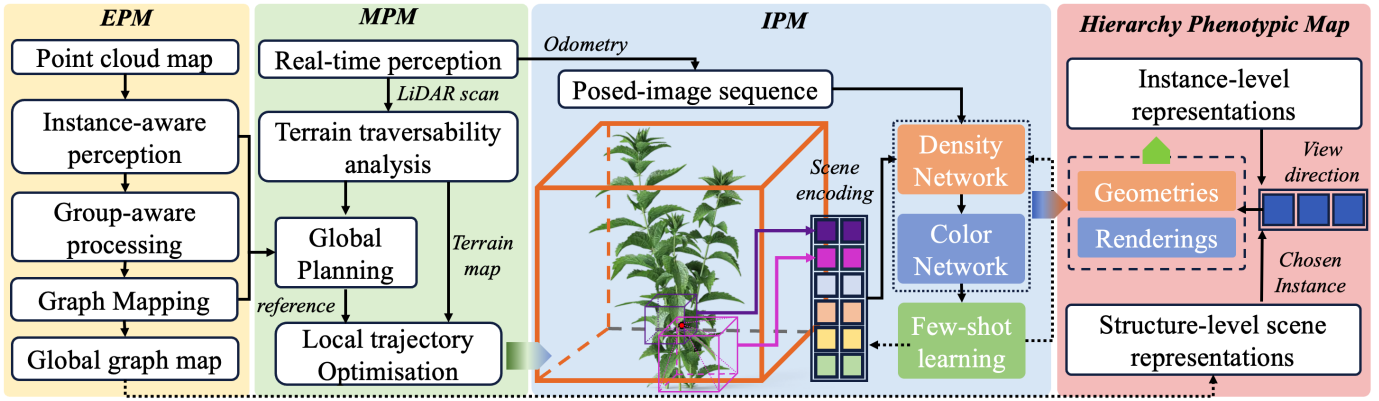 EPM
Point cloud map
Instance-aware
perception
Group-aware
processing
Graph Mapping
Global graph map
MPM
Real-time perception
LiDAR scan
Terrain traversability
analysis
Global
Planning
Terrain
map
reference
Local trajectory
Optimisation
IPM
Odometry
Posed-image sequence
Scene
encoding
Density
Network
Color
Network
Few-shot
learning
Hierarchy Phenotypic Map
Instance-level
representations
View
direction
Geometries
Renderings
Chosen
Instance
Structure-level scene
representations